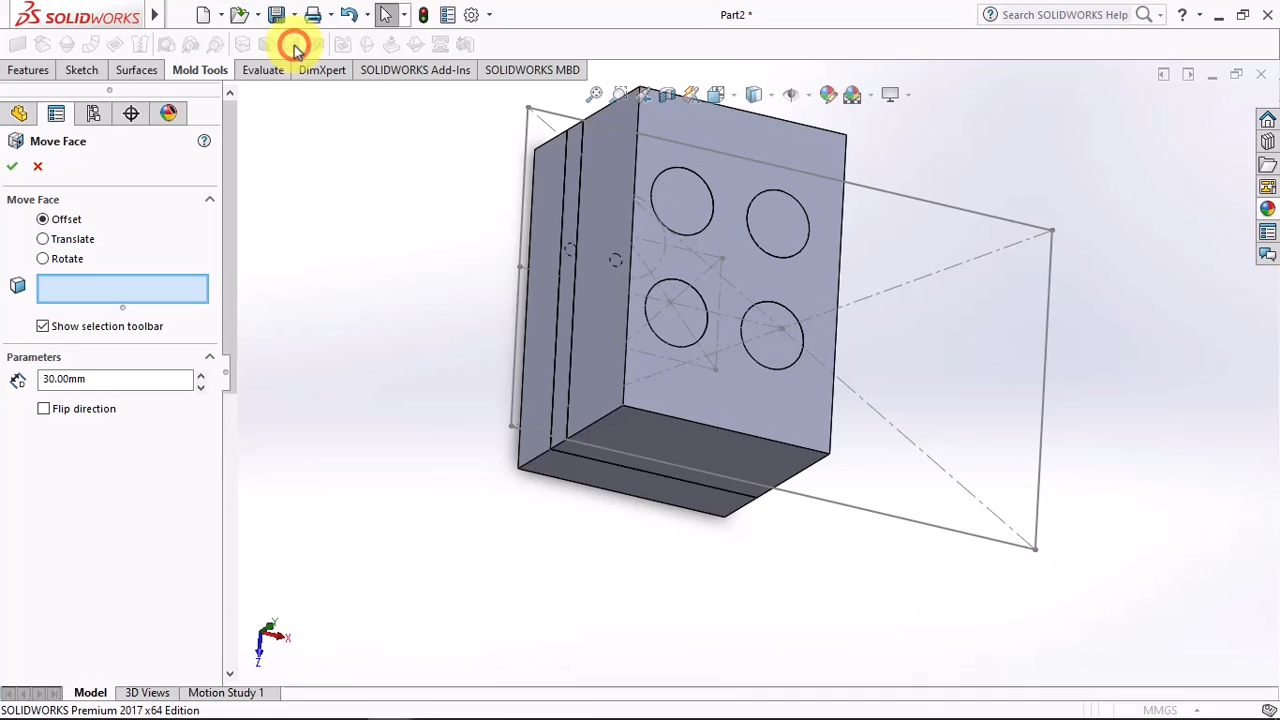 SOLIDWORKS
Part2 *
Search SOLIDWORKS Help
?
Features
Sketch
Surfaces
Mold Tools
Evaluate
DimXpert
SOLIDWORKS Add-Ins
SOLIDWORKS MBD
Move Face
?
Move Face
Offset
Translate
Rotate
Show selection toolbar
Parameters
30.00mm
Flip direction
Y
X
Z
Model
3D Views
Motion Study 1
SOLIDWORKS Premium 2017 x64 Edition
MMGS